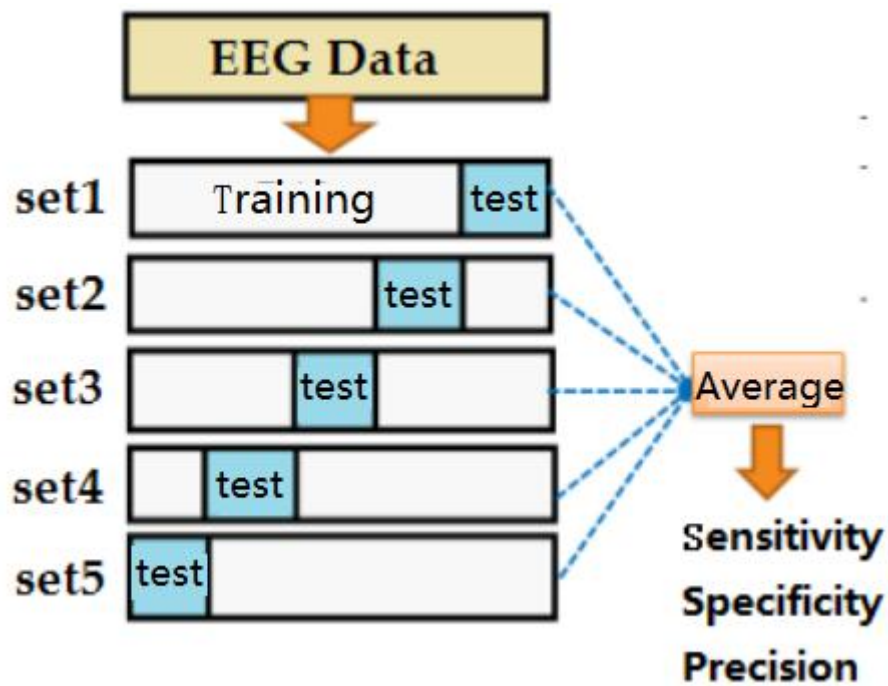 EEG Data
set1 Training test
set2 test
set3 test
Average
set4 test
set5 test
Sensitivity
Specificity
Precision